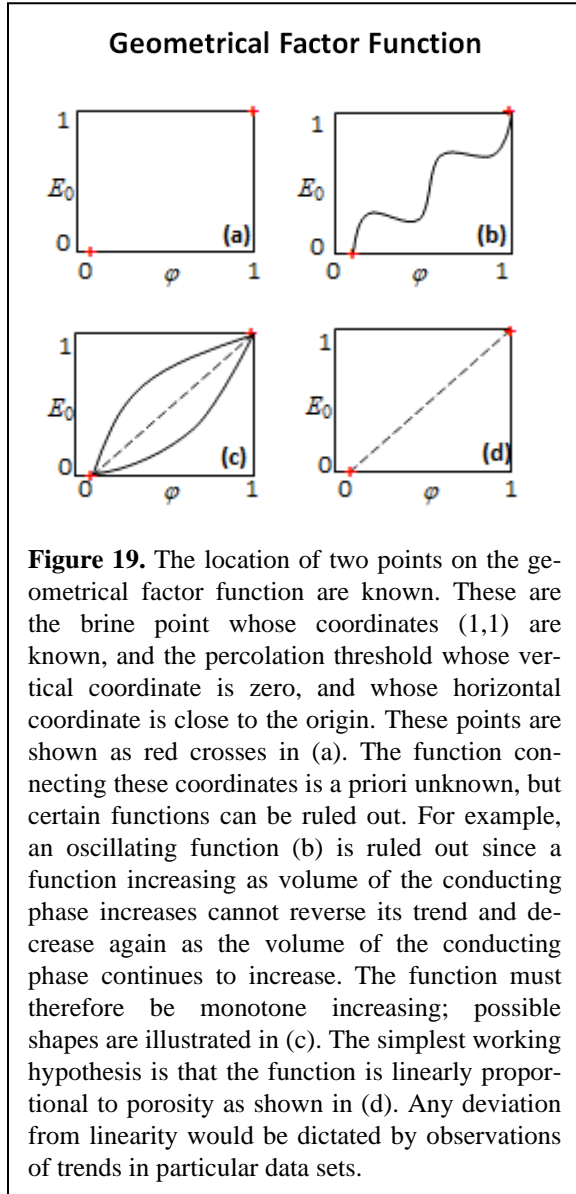 Geometrical Factor Function
1
E₀
0
0
φ
1
(a)
1
E₀
0
0
φ
1
(b)
1
E₀
0
0
φ
1
(c)
1
E₀
0
0
φ
1
(d)
Figure 19. The location of two points on the ge-
ometrical factor function are known. These are
the brine point whose coordinates (1,1) are
known, and the percolation threshold whose ver-
tical coordinate is zero, and whose horizontal
coordinate is close to the origin. These points are
shown as red crosses in (a). The function con-
necting these coordinates is a priori unknown, but
certain functions can be ruled out. For example,
an oscillating function (b) is ruled out since a
function increasing as volume of the conducting
phase increases cannot reverse its trend and de-
crease again as the volume of the conducting
phase continues to increase. The function must
therefore be monotone increasing; possible
shapes are illustrated in (c). The simplest working
hypothesis is that the function is linearly propor-
tional to porosity as shown in (d). Any deviation
from linearity would be dictated by observations
of trends in particular data sets.